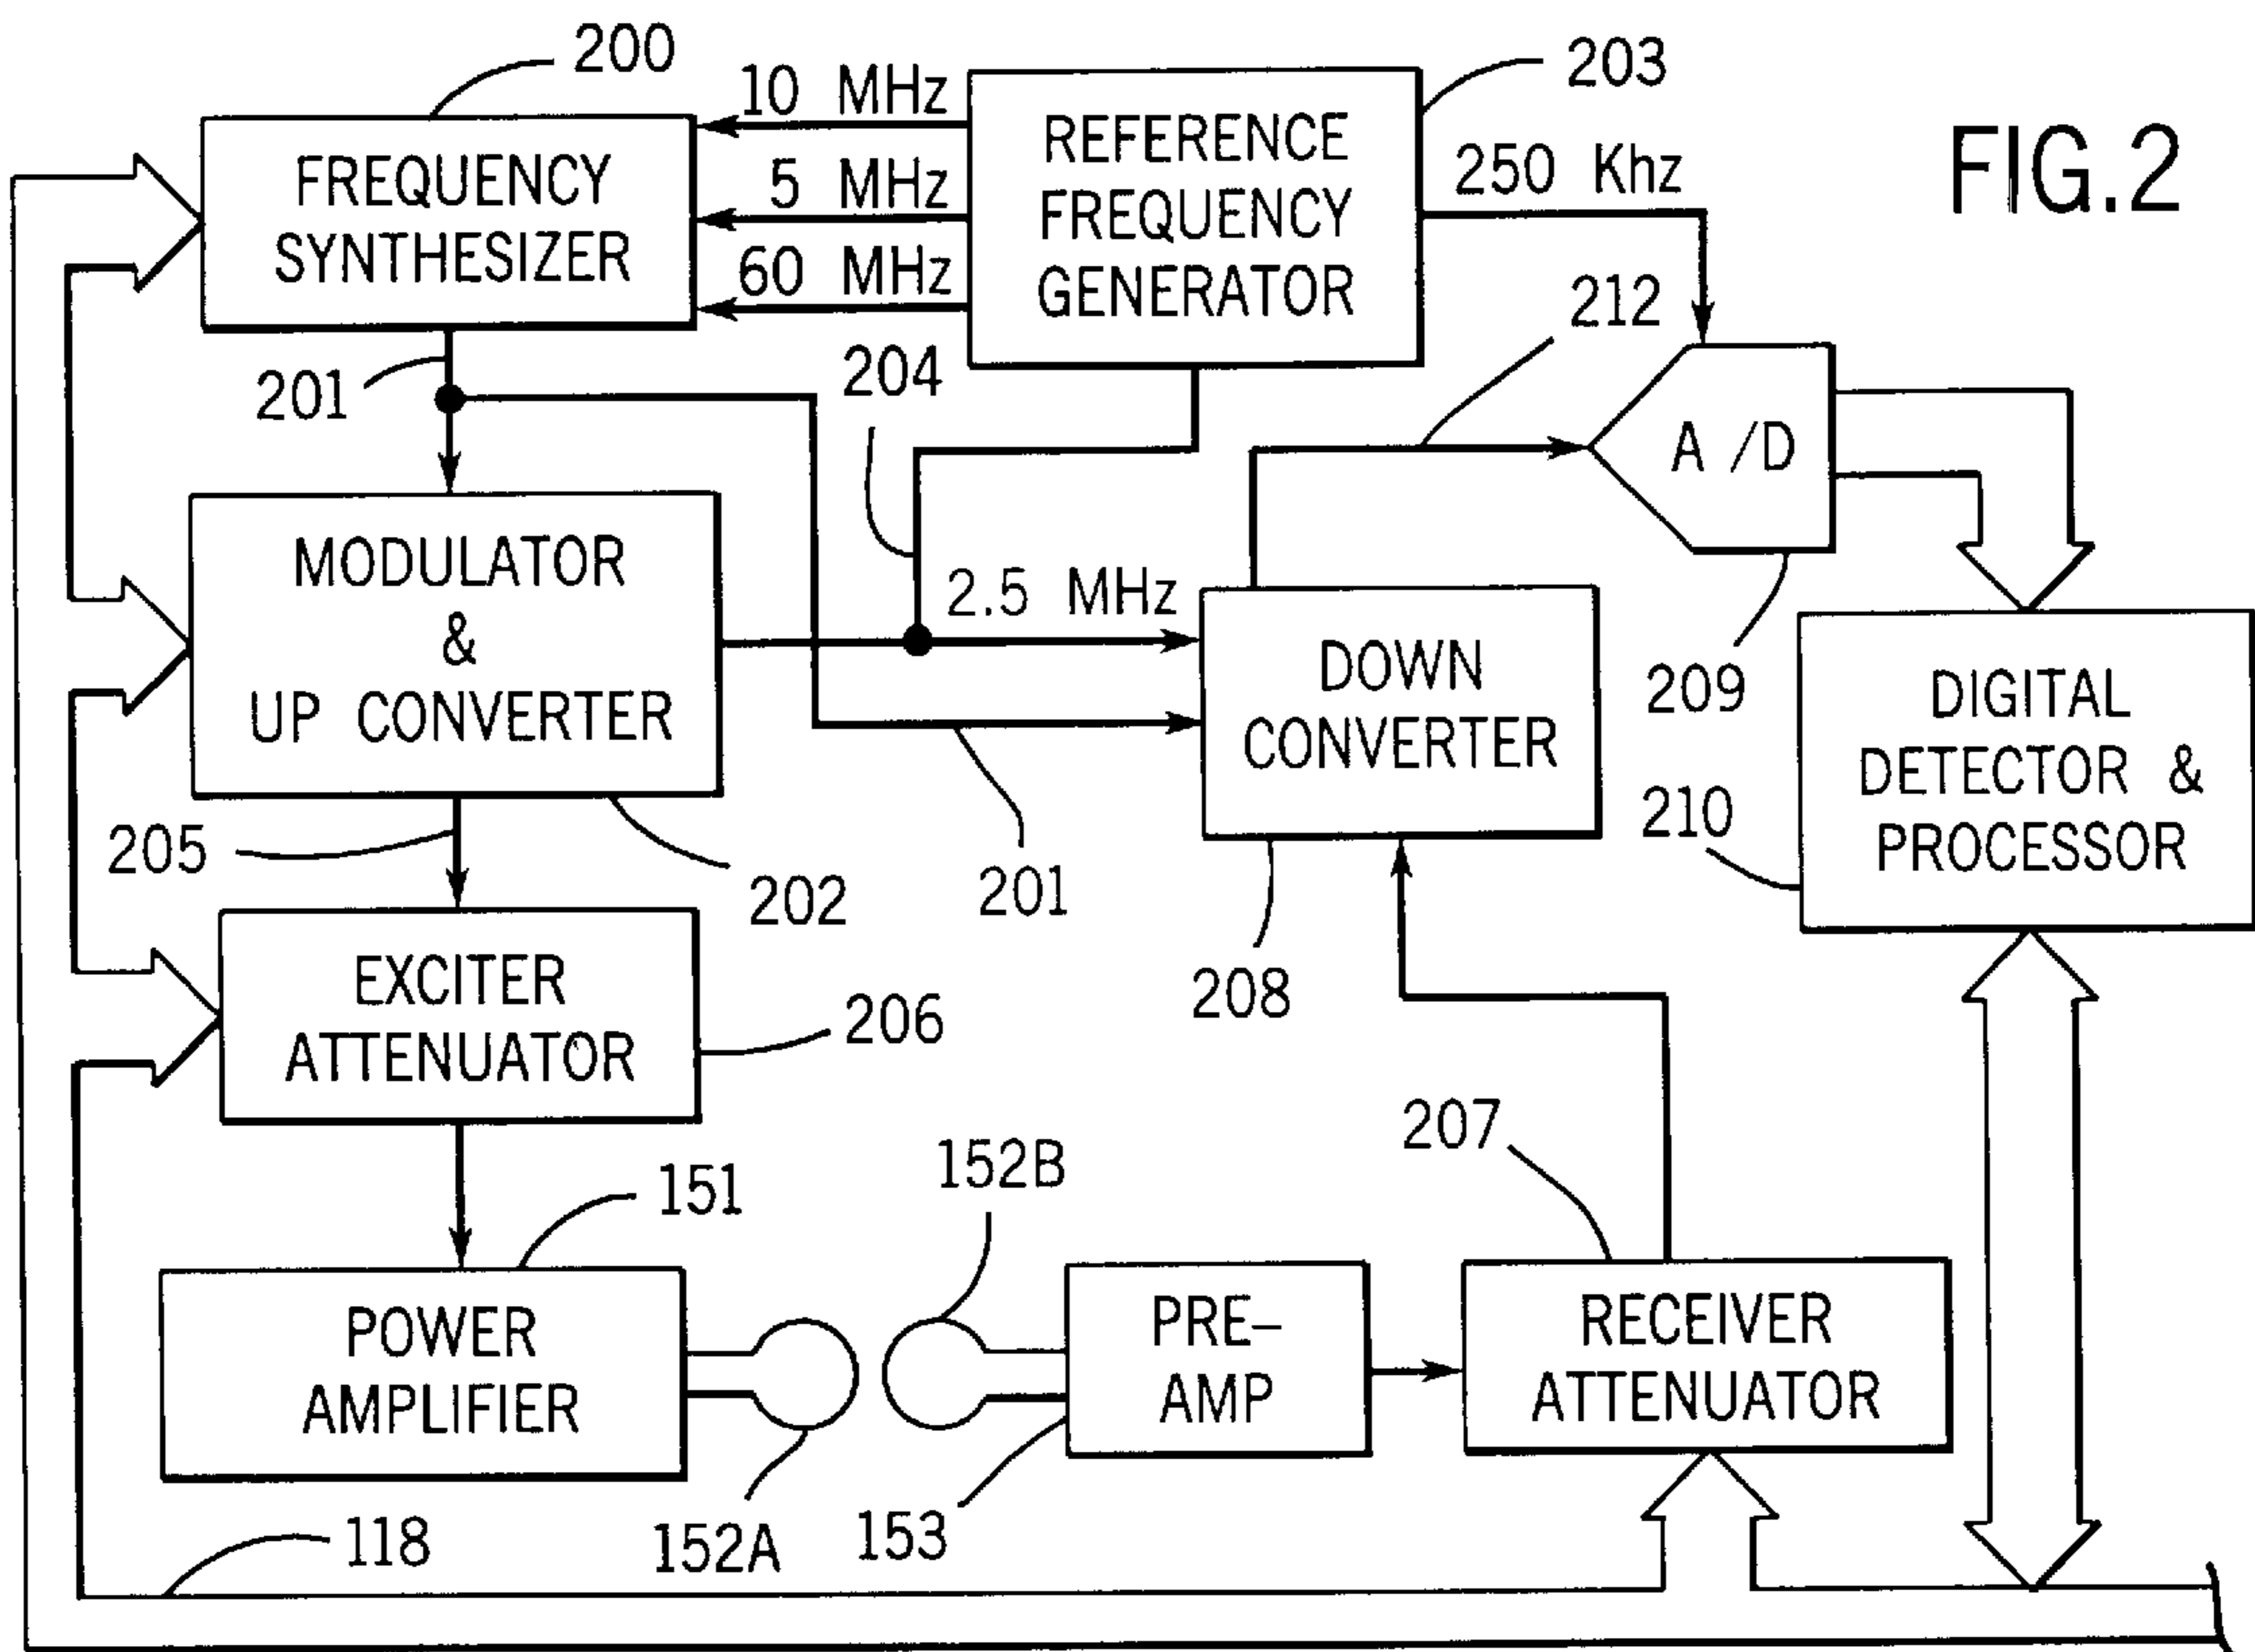 200
10 MHz
203
FREQUENCY
SYNTHESIZER
5 MHz
60 MHz
REFERENCE
FREQUENCY
GENERATOR
250 Khz
FIG.2
201
204
212
A /D
MODULATOR
&
UP CONVERTER
2.5 MHz
DOWN
CONVERTER
209
DIGITAL
DETECTOR &
PROCESSOR
210
205
202
201
208
EXCITER
ATTENUATOR
206
207
151
152B
POWER
AMPLIFIER
PRE-
AMP
RECEIVER
ATTENUATOR
118
152A
153